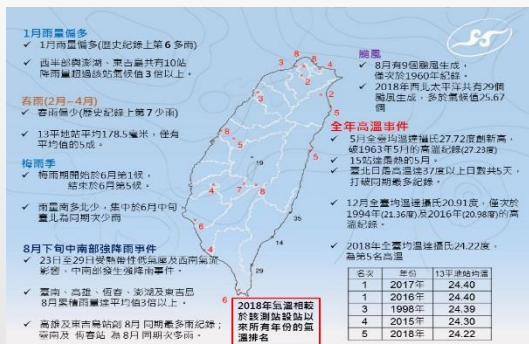 1月雨量偏多
1月雨量偏多(歷史紀錄上第6多雨)
西半部與澎湖、東吉島共有10站
降雨量超過該站氣候值3倍以上。
春雨(2月~4月)
春雨偏少(歷史紀錄上第7少雨)
13平地站平均178.5毫米，僅有
平均值的5成。
梅雨季
梅雨期開始於6月第1候，
結束於6月第5候。
雨量南多北少，集中於6月中旬
臺北為同期次少雨
8月下旬中南部強降雨事件
23日至29日受熱帶性低氣壓及西南氣流
影響，中南部發生強降雨事件。
臺南、高雄、恆春、澎湖及東吉島
8月累積雨量達平均值3倍以上。
高雄及東吉島站創8月同期最多雨紀錄；
臺南及 恆春站 為8月同期次多雨。
颱風
8月有9個颱風生成，
僅次於1960年紀錄。
2018年西北太平洋共有29個
颱風生成，多於氣候值25.67
個
全年高溫事件
5月全臺均溫達攝氏27.72度創新高，
破1963年5月的高溫紀錄(27.23度)
15站達最熱的5月。
臺北日最高溫達37度以上日數共5天，
打破同期最多紀錄。
12月全臺均溫達攝氏20.91度，僅次於
1994年(21.36度)及2016年(20.98度)的高
溫紀錄。
2018年全臺均溫達攝氏24.22度，
為第5名高溫
名次 年份 13平地站均溫
1 2017年 24.40
1 2016年 24.40
3 1998年 24.39
4 2015年 24.30
5 2018年 24.22
2018年氣溫相較
於該測站設站以
來所有年份的氣
溫排名
19
35
14
6